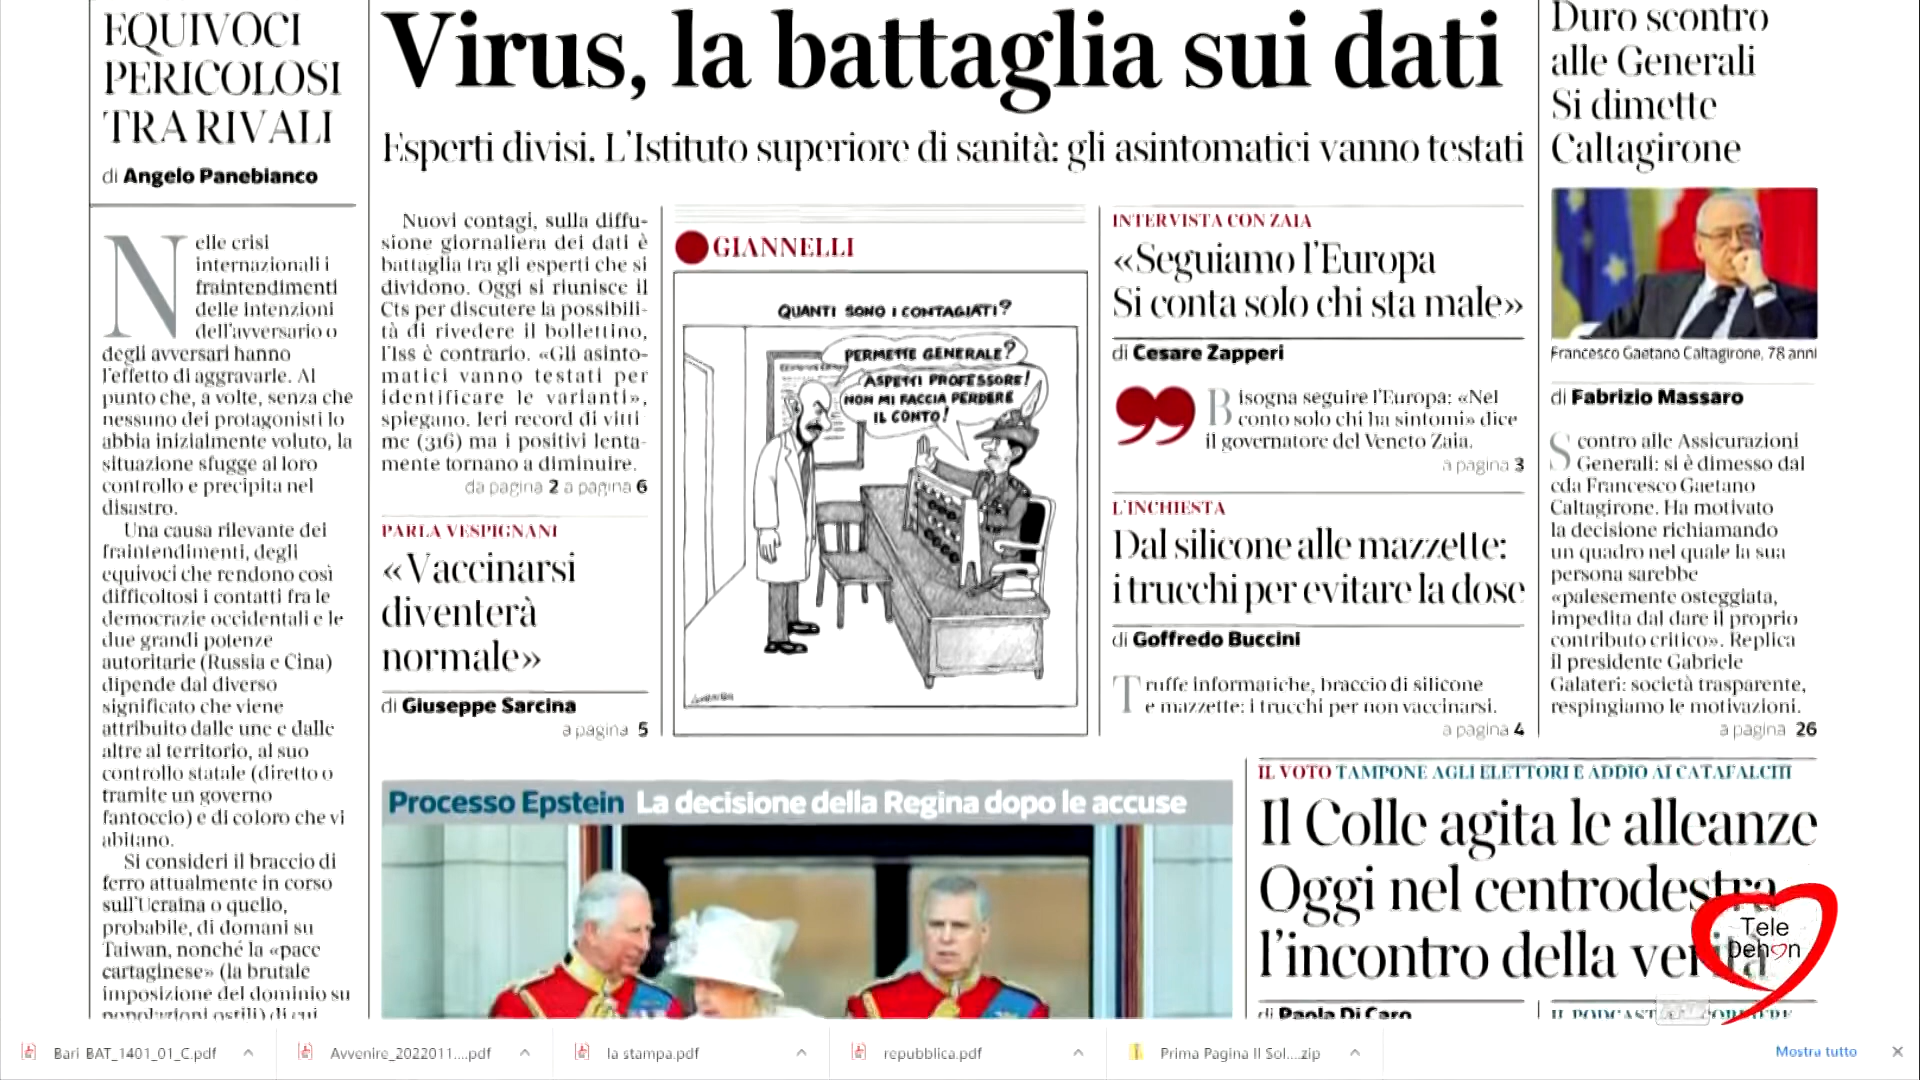 EQUIVOCI
PERICOLOSI
TRA RIVALI
di Angelo Panebianco
Nelle crisi
internazionali i
fraintendimenti
delle intenzioni
dell'avversario o
degli avversari hanno
l'effetto di aggravarle. Al
punto che, a volte, senza che
nessuno dei protagonisti lo
abbia inizialmente voluto, la
situazione sfugge al loro
controllo e precipita nel
disastro.
Una causa rilevante dei
fraintendimenti, degli
equivoci che rendono così
difficoltosi i contatti fra le
democrazie occidentali e le
due grandi potenze
autoritarie (Russia e Cina)
dipende dal diverso
significato che viene
attribuito dalle une e dalle
altre al territorio, al suo
controllo statale (diretto o
tramite un governo
fantoccio) e di coloro che vi
abitano.
Si consideri il braccio di
ferro attualmente in corso
sull'Ucraina o quello,
probabile, di domani su
Taiwan, nonché la «pace
cartaginese» (la brutale
imposizione del dominio su
popolazioni ostili) di cui
Virus, la battaglia sui dati
Esperti divisi. L'Istituto superiore di sanità: gli asintomatici vanno testati
Nuovi contagi, sulla diffu-
sione giornaliera dei dati è
battaglia tra gli esperti che si
dividono. Oggi si riunisce il
Cts per discutere la possibili-
tà di rivedere il bollettino,
l'Iss è contrario. «Gli asinto-
matici vanno testati per
identificare le varianti»,
spiegano. Ieri record di vitti
me (316) ma i positivi lenta-
mente tornano a diminuire.
da pagina 2 a pagina 6
PARLA VESPIGNANI
«Vaccinarsi
diventerà
normale»
di Giuseppe Sarcina
a pagina 5
GIANNELLI
QUANTI SONO I CONTAGIATI?
PERMETTE GENERALE?
ASPETTI PROFESSORE!
NON MI FACCIA PERDERE
IL CONTO!
INTERVISTA CON ZAIA
«Seguiamo l'Europa
Si conta solo chi sta male»
di Cesare Zapperi
Bisogna seguire l'Europa: «Nel
conto solo chi ha sintomi» dice
il governatore del Veneto Zaia.
a pagina 3
L'INCHIESTA
Dal silicone alle mazzette:
i trucchi per evitare la dose
di Goffredo Buccini
Truffe informatiche, braccio di silicone
e mazzette: i trucchi per non vaccinarsi.
a pagina 4
Duro scontro
alle Generali
Si dimette
Caltagirone
Francesco Gaetano Caltagirone, 78 anni
di Fabrizio Massaro
Scontro alle Assicurazioni
Generali: si è dimesso dal
cda Francesco Gaetano
Caltagirone. Ha motivato
la decisione richiamando
un quadro nel quale la sua
persona sarebbe
«palesemente osteggiata,
impedita dal dare il proprio
contributo critico». Replica
il presidente Gabriele
Galateri: società trasparente,
respingiamo le motivazioni.
a pagina 26
Processo Epstein La decisione della Regina dopo le accuse
IL VOTO TAMPONE AGLI ELETTORI E ADDIO AI CATAFALCHI
Il Colle agita le alleanze
Oggi nel centrodestra
l'incontro della verità
di Paola Di Caro
IL PODCAST
Tele
Dehon
Bari BAT_1401_01_C.pdf
Avvenire_2022011....pdf
la stampa.pdf
repubblica.pdf
Prima Pagina Il Sol....zip
Mostra tutto